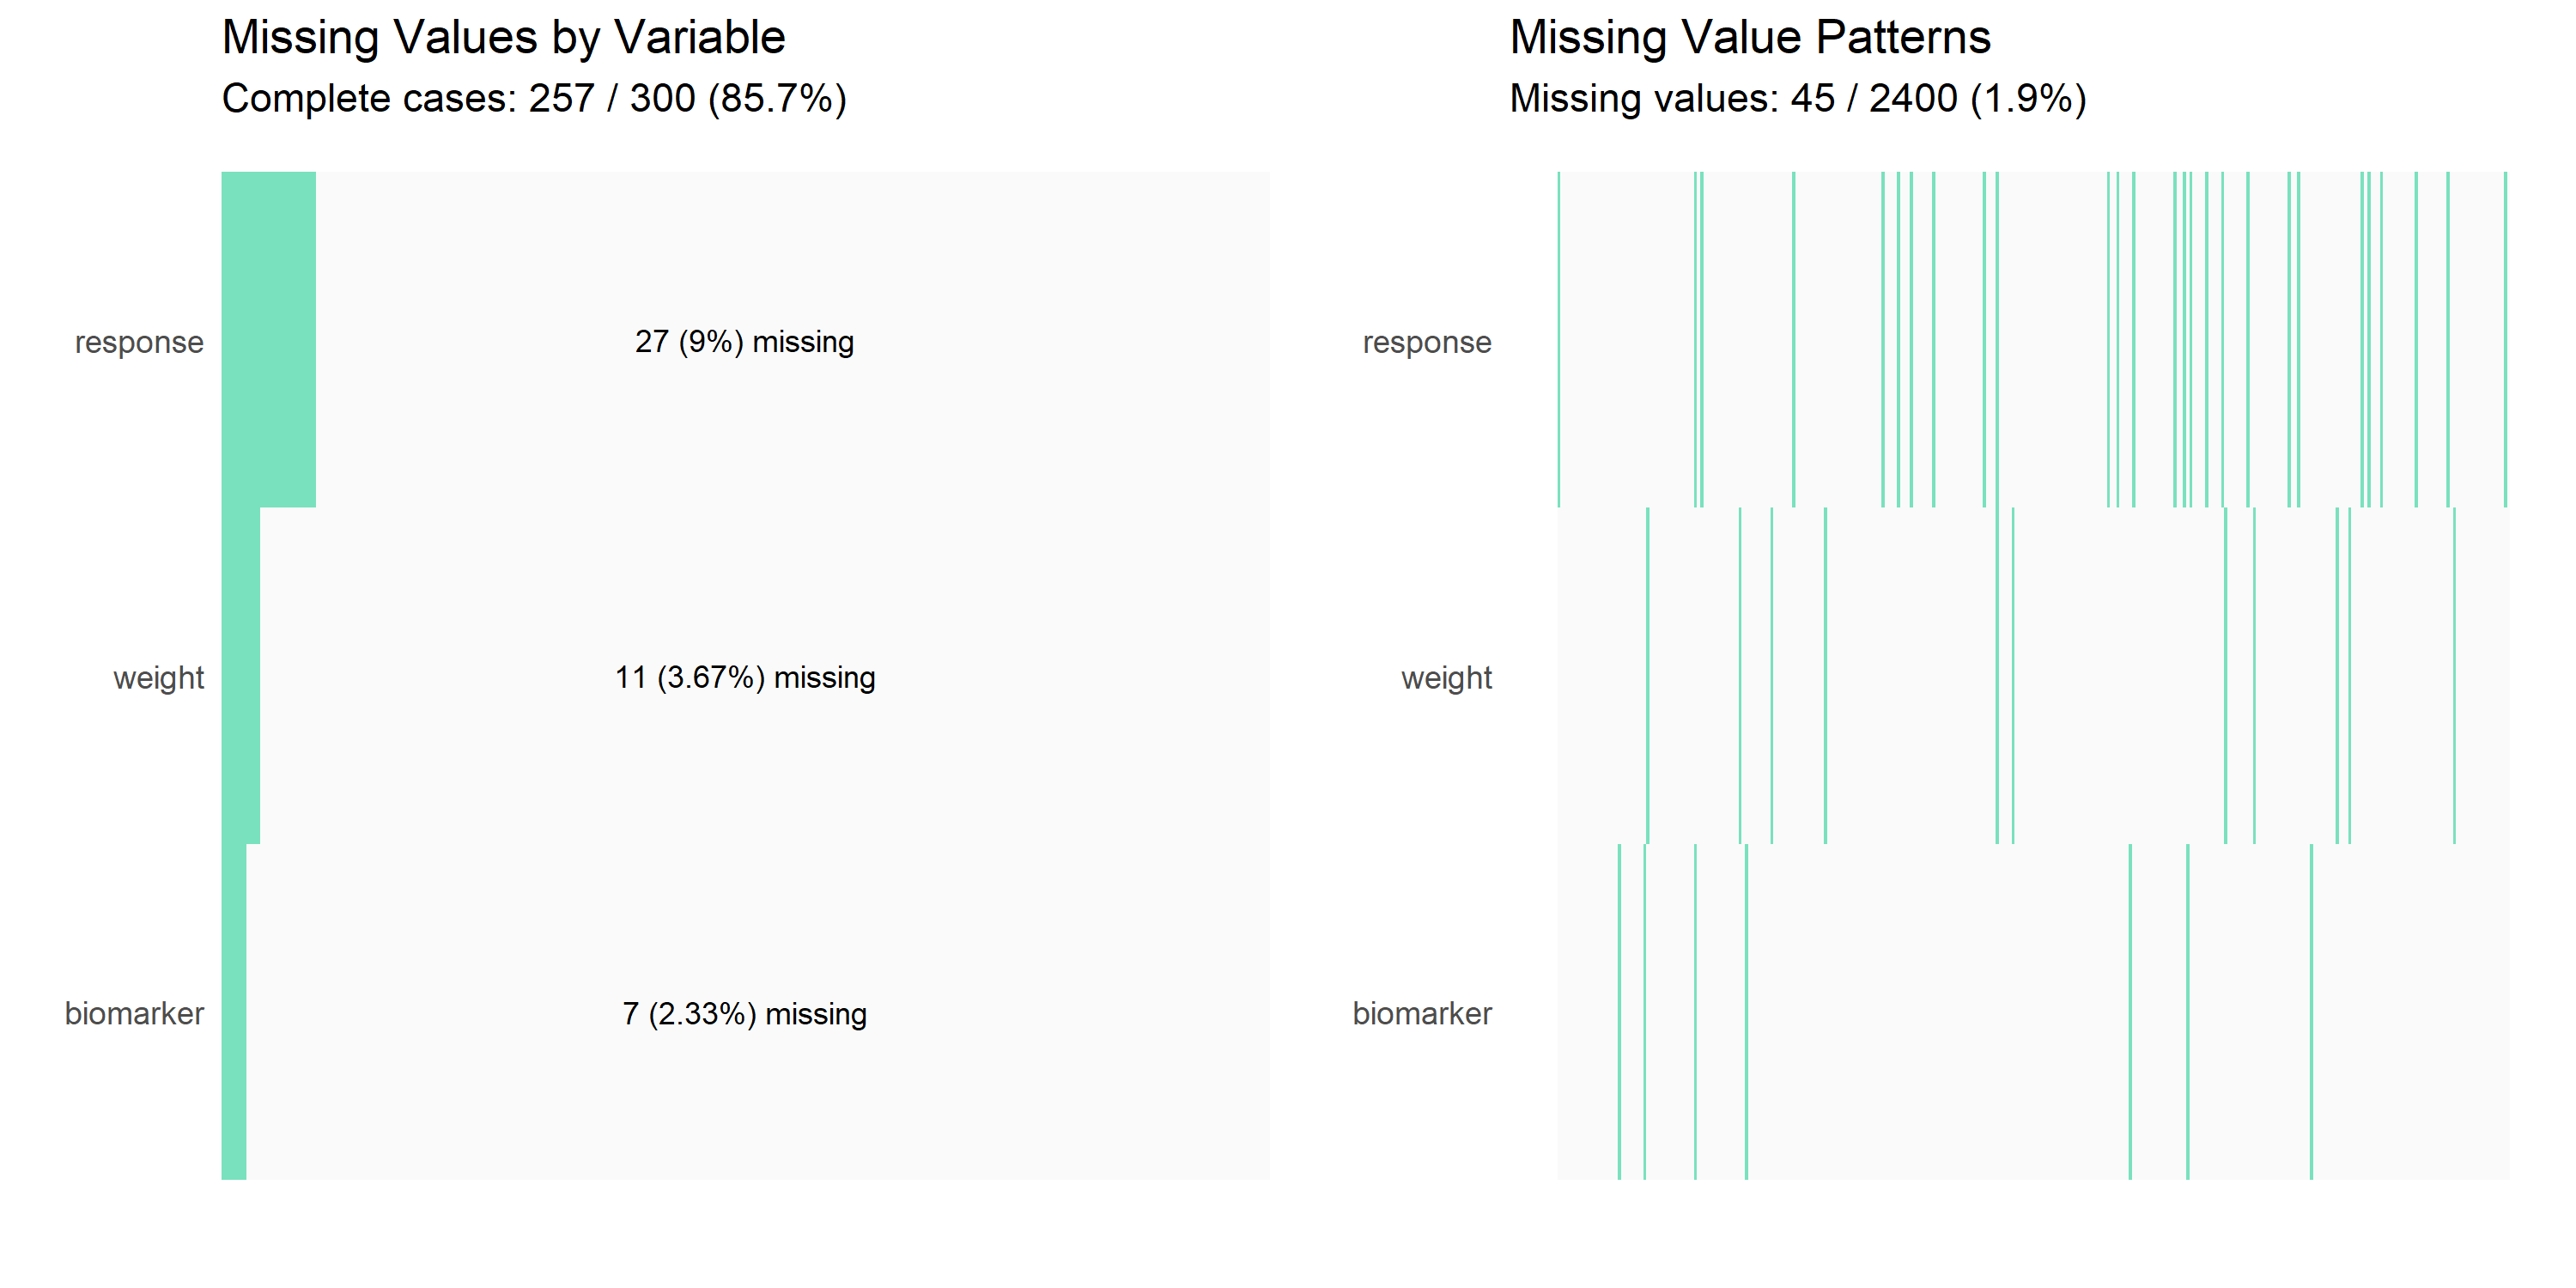 Missing Values by Variable
Complete cases: 257 / 300 (85.7%)
response
27 (9%) missing
weight
11 (3.67%) missing
biomarker
7 (2.33%) missing
Missing Value Patterns
Missing values: 45 / 2400 (1.9%)
response
weight
biomarker